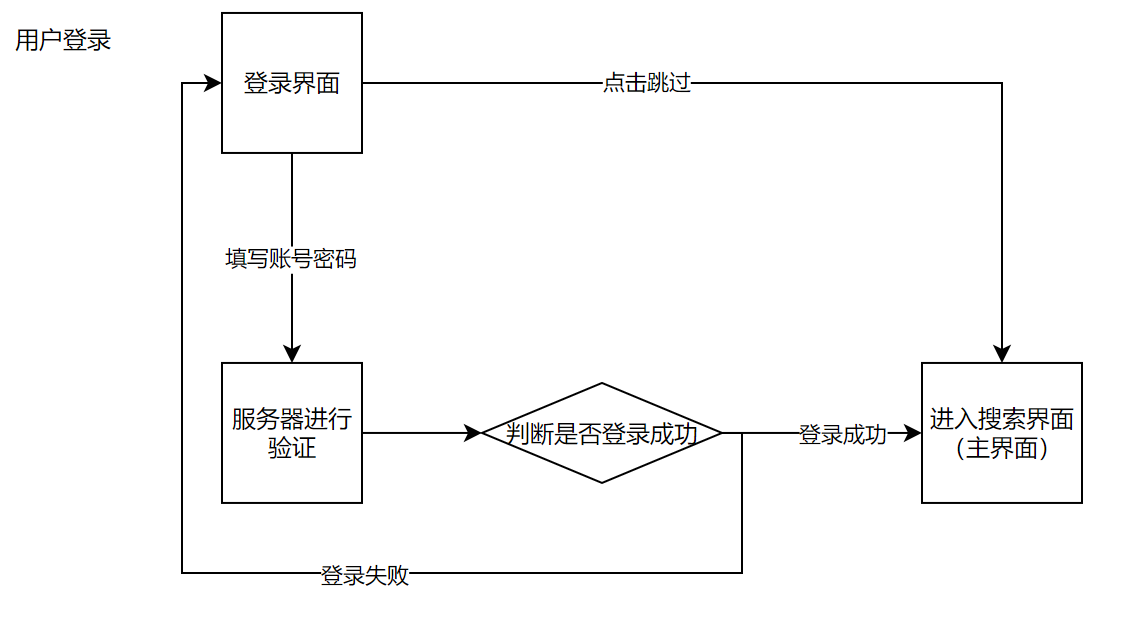 用户登录
登录界面
点击跳过
填写账号密码
服务器进行
验证
判断是否登录成功
登录成功
进入搜索界面
（主界面）
登录失败